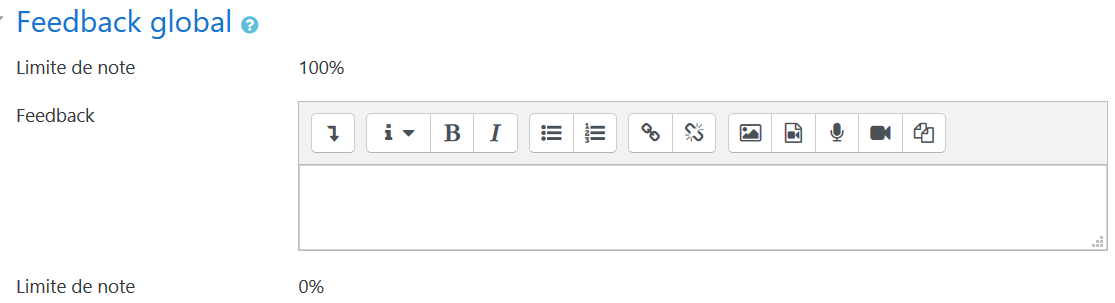 Feedback global
Limite de note 100%
Feedback
Limite de note 0%